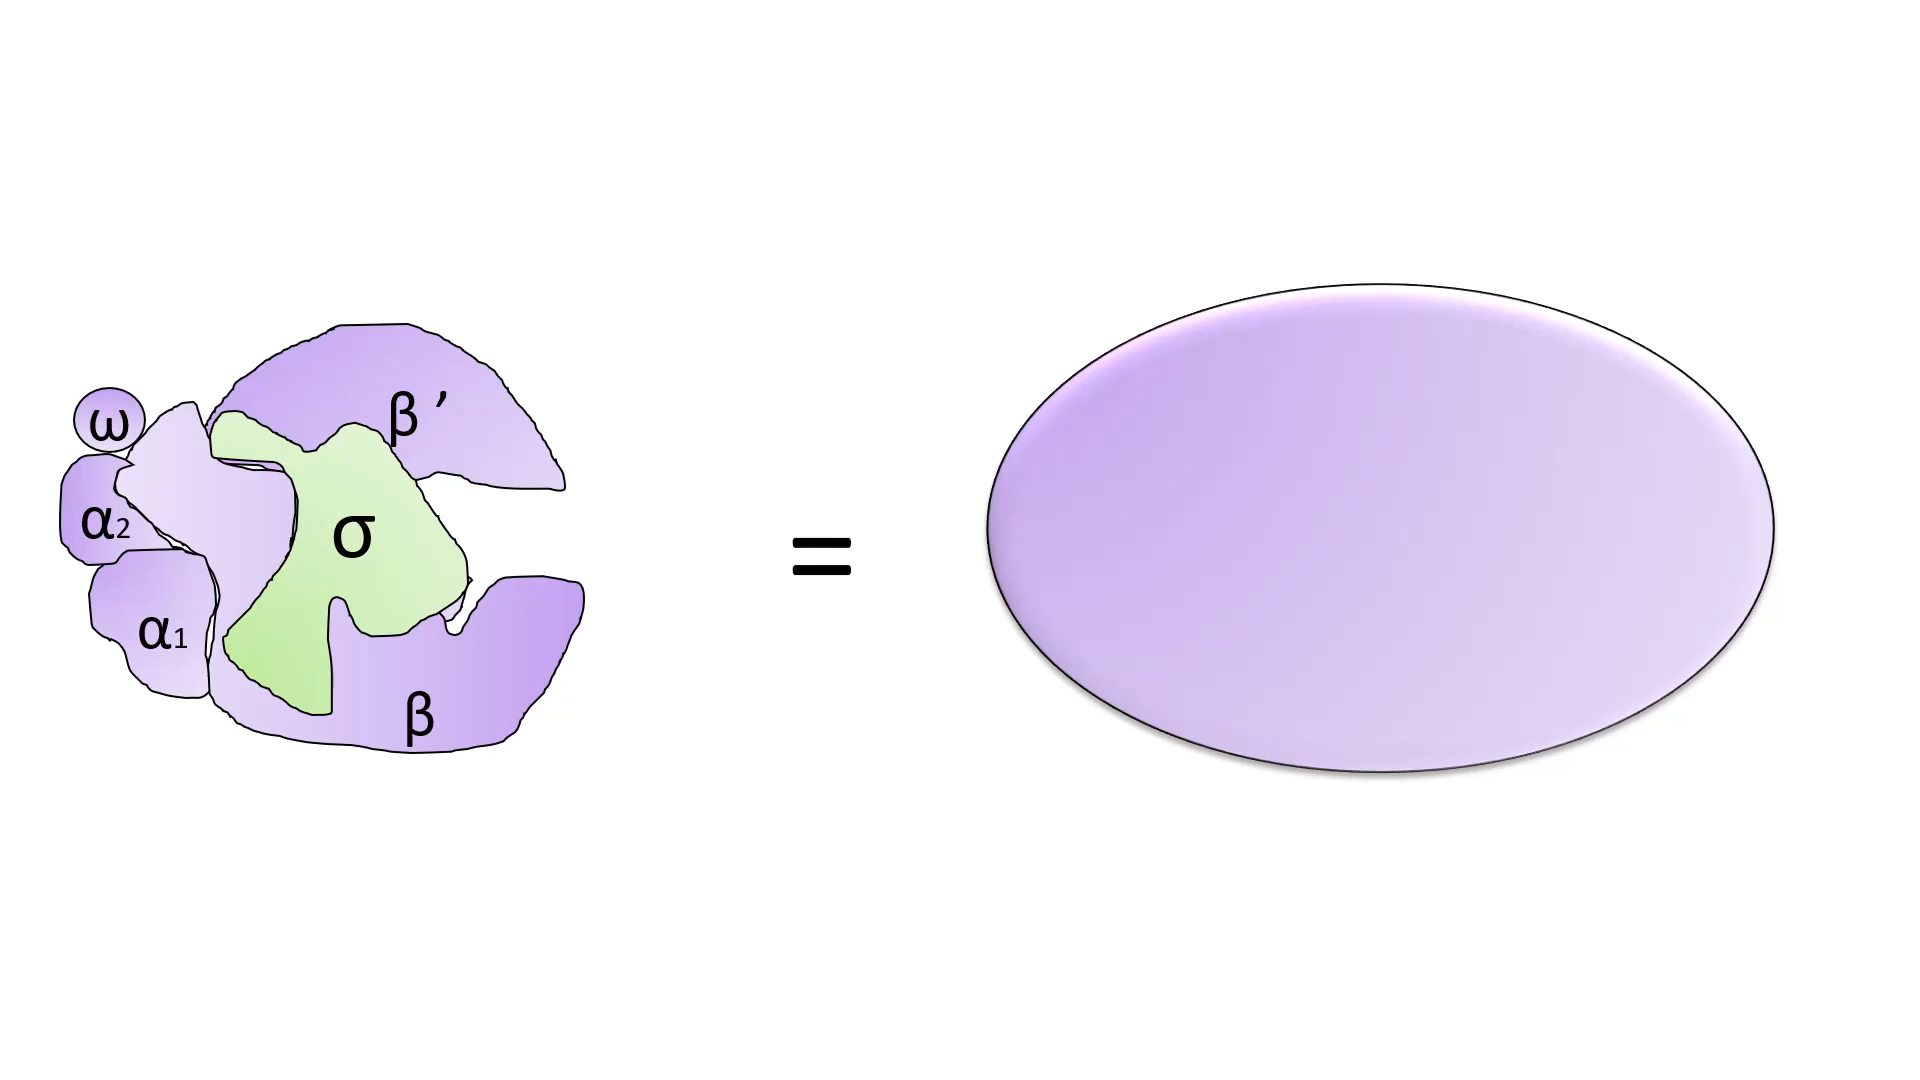 β ’
ω
α2
σ
=
α1
β